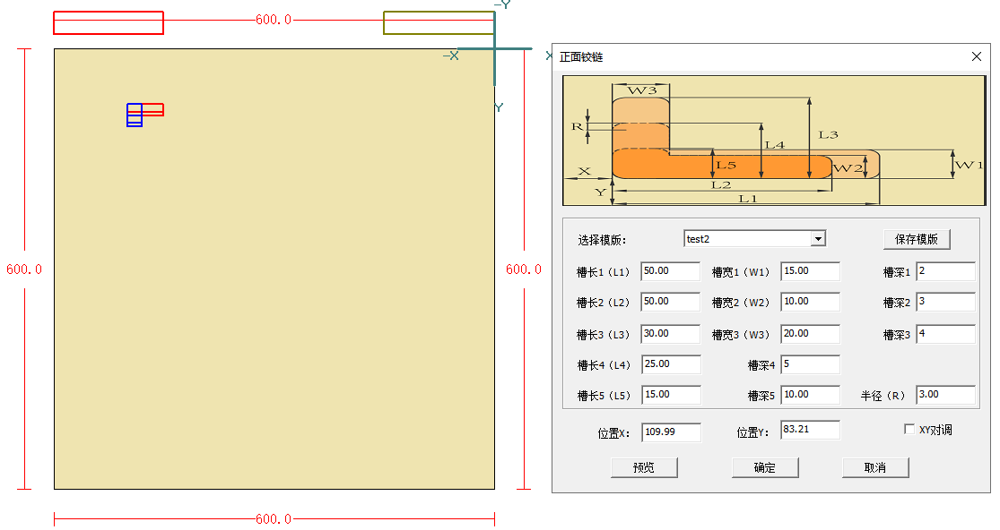 -Y
600.0
-X
X
Y
600.0
600.0
600.0
正面铰链
W3
R
L4
L3
L5
W2
W1
X
Y
L2
L1
选择模版: test2 保存模版
槽长1（L1） 50.00 槽宽1（W1） 15.00 槽深1 2
槽长2（L2） 50.00 槽宽2（W2） 10.00 槽深2 3
槽长3（L3） 30.00 槽宽3（W3） 20.00 槽深3 4
槽长4（L4） 25.00 槽深4 5
槽长5（L5） 15.00 槽深5 10.00 半径（R） 3.00
位置X: 109.99 位置Y: 83.21 XY对调
预览 确定 取消